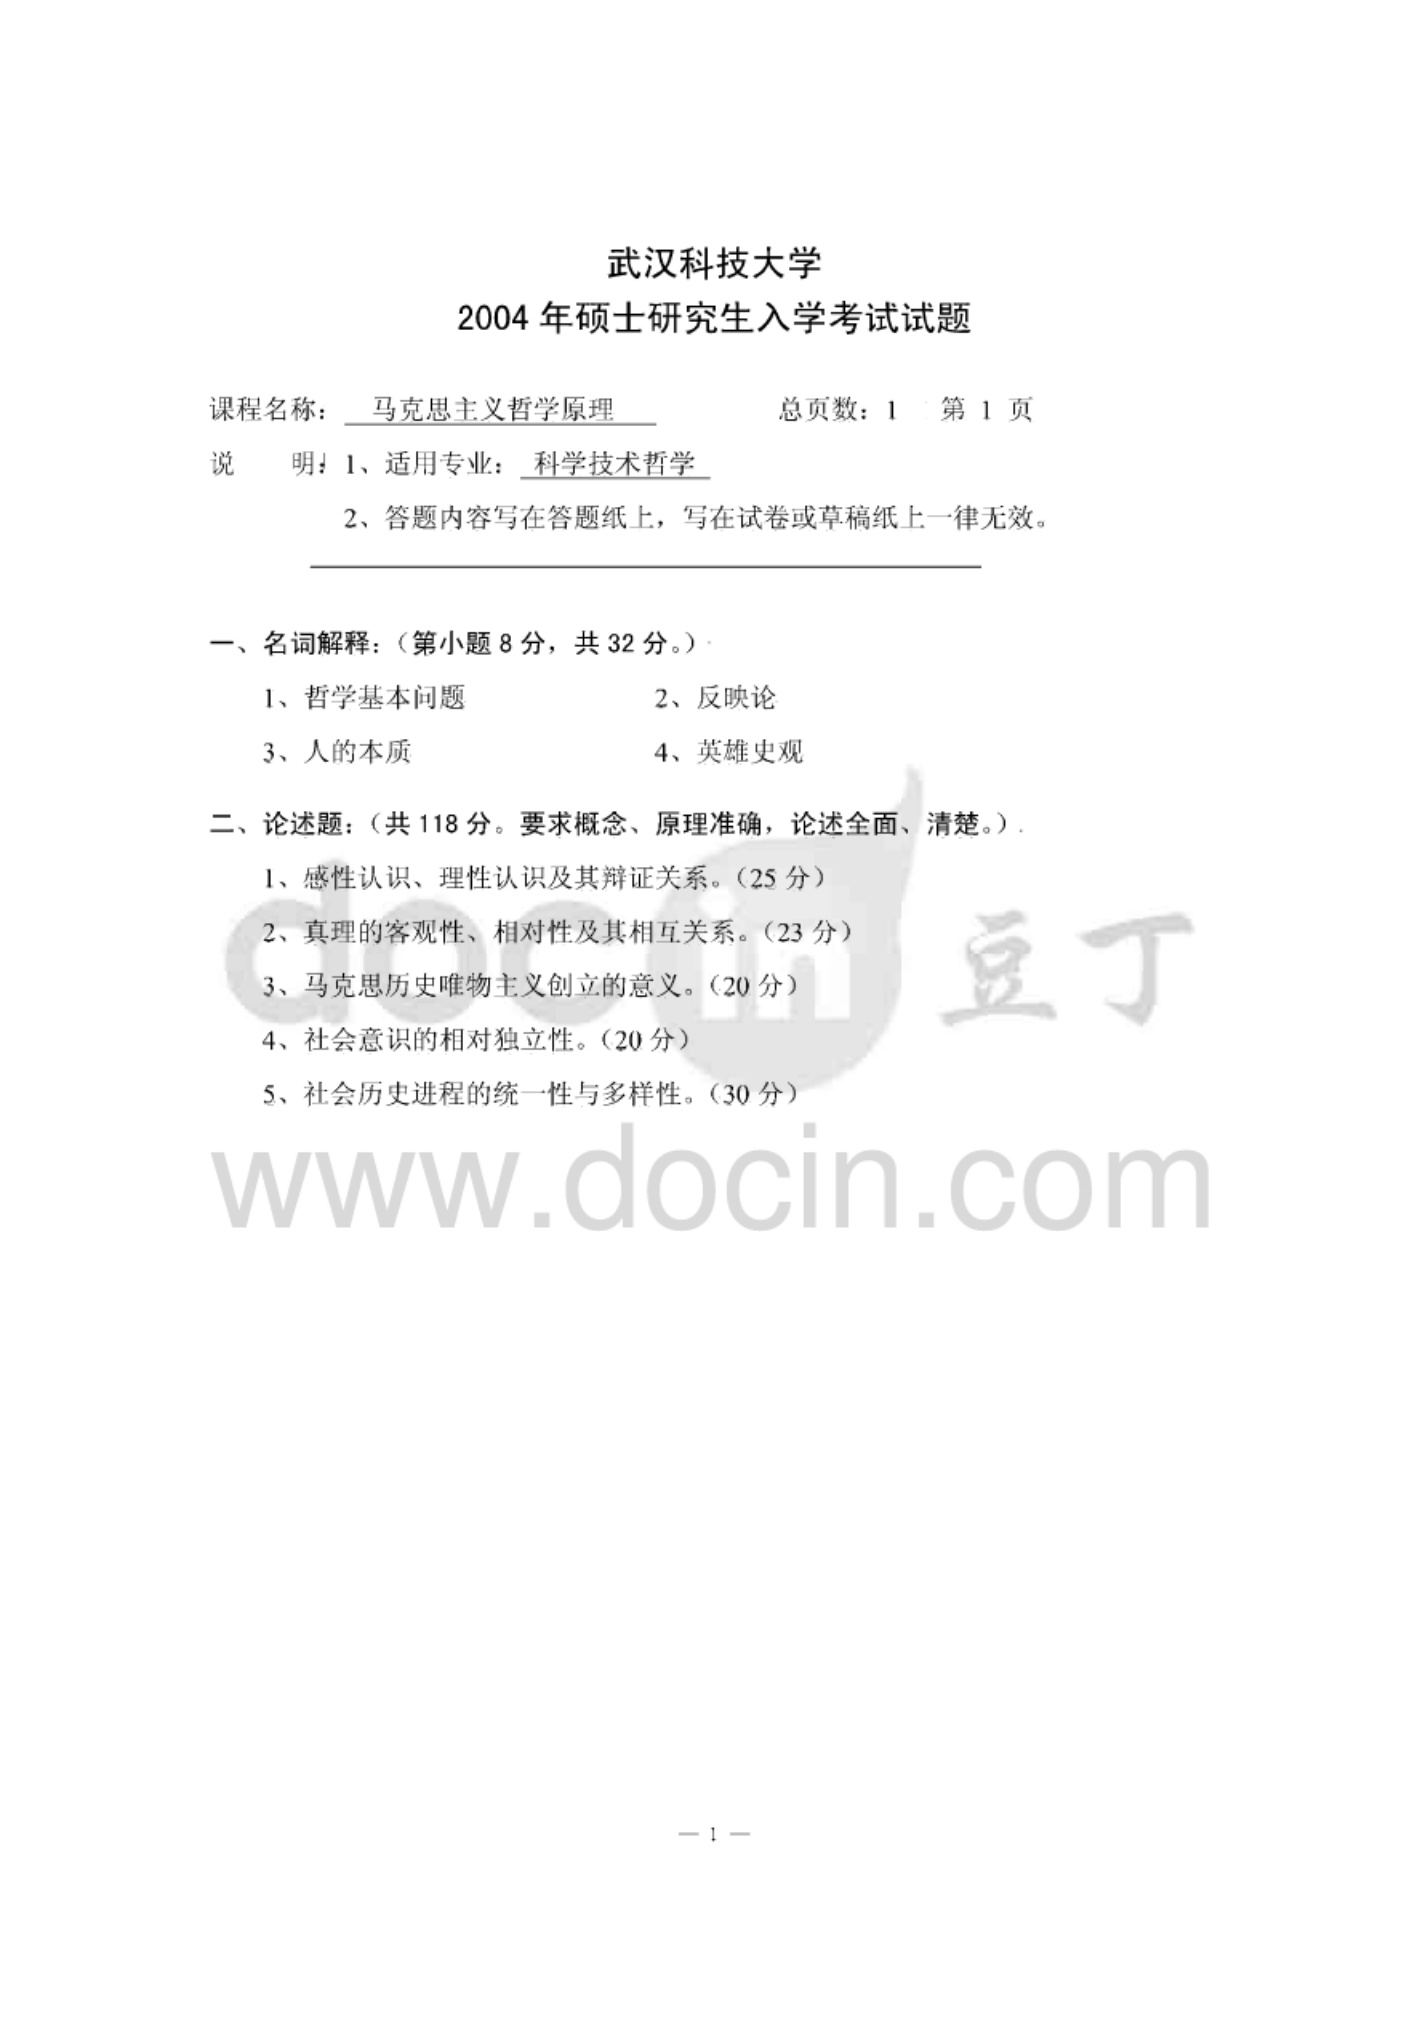 武汉科技大学
2004 年硕士研究生入学考试试题
课程名称： 马克思主义哲学原理 总页数：1 第 1 页
说 明：1、适用专业： 科学技术哲学
2、答题内容写在答题纸上，写在试卷或草稿纸上一律无效。
一、名词解释：（第小题 8 分，共 32 分。）
1、哲学基本问题 2、反映论
3、人的本质 4、英雄史观
二、论述题：（共 118 分。要求概念、原理准确，论述全面、清楚。）
1、感性认识、理性认识及其辩证关系。（25 分）
2、真理的客观性、相对性及其相互关系。（23 分）
3、马克思历史唯物主义创立的意义。（20 分）
4、社会意识的相对独立性。（20 分）
5、社会历史进程的统一性与多样性。（30 分）
docin 豆丁
www.docin.com
— 1 —